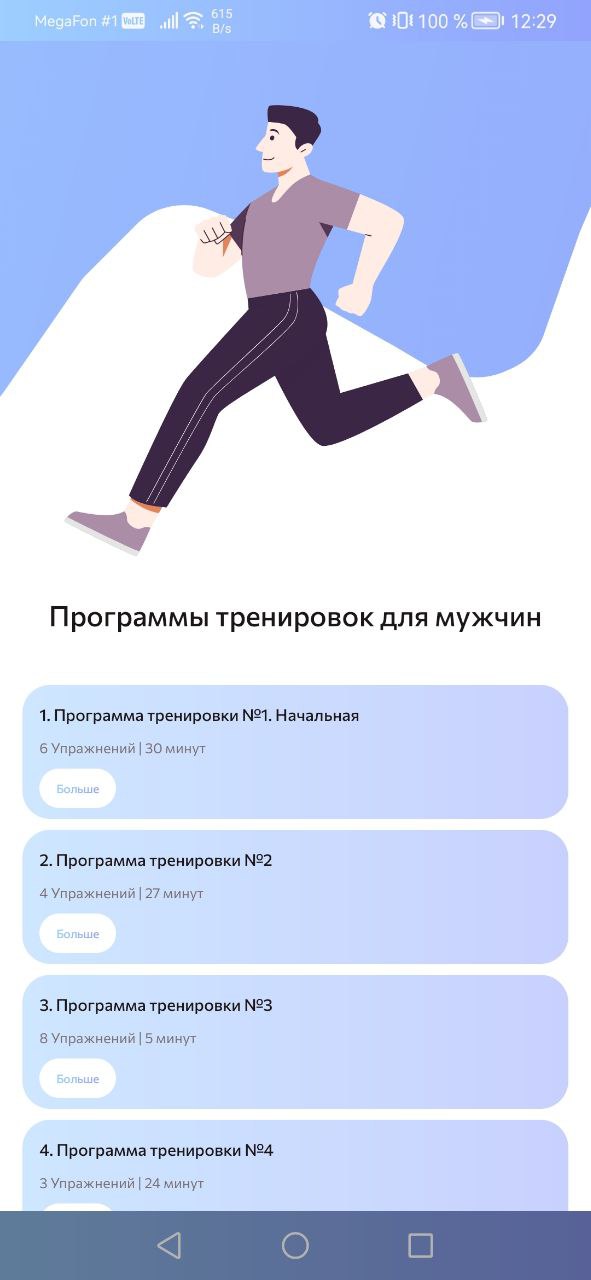 MegaFon #1 VoLTE 615 B/s 100 % 12:29
Программы тренировок для мужчин
1. Программа тренировки №1. Начальная
6 Упражнений | 30 минут
Больше
2. Программа тренировки №2
4 Упражнений | 27 минут
Больше
3. Программа тренировки №3
8 Упражнений | 5 минут
Больше
4. Программа тренировки №4
3 Упражнений | 24 минут